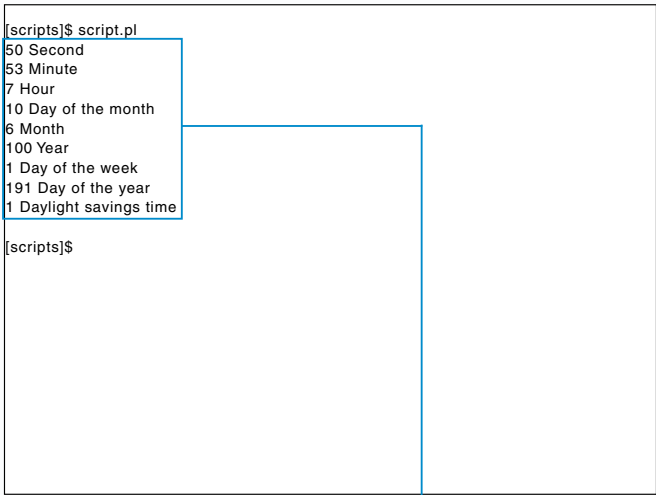 [scripts]$ script.pl
50 Second
53 Minute
7 Hour
10 Day of the month
6 Month
100 Year
1 Day of the week
191 Day of the year
1 Daylight savings time
[scripts]$